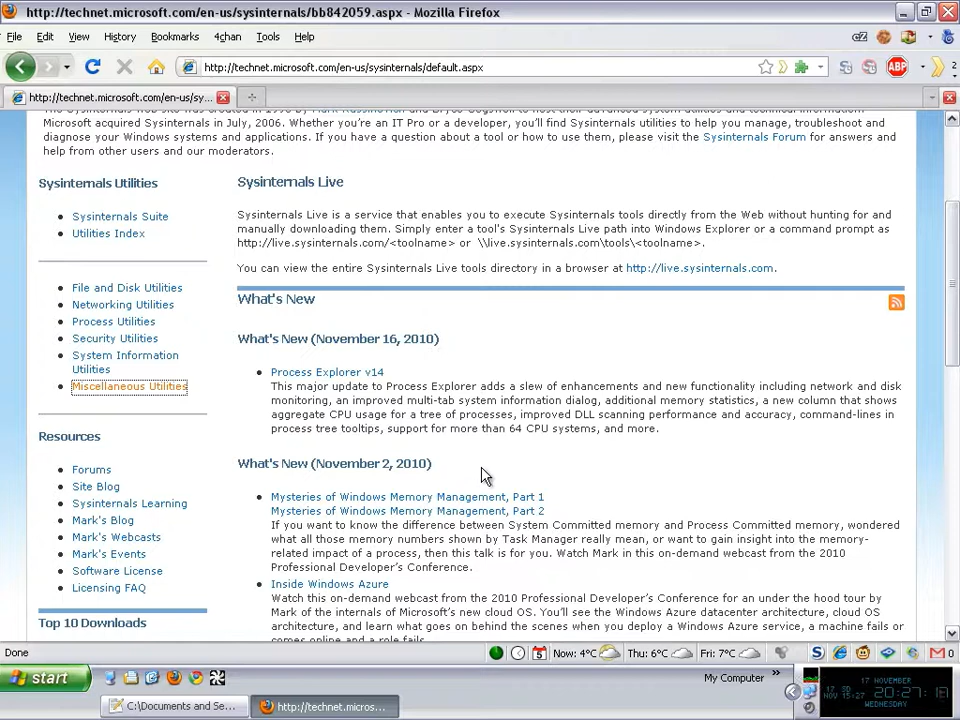 http://technet.microsoft.com/en-us/sysinternals/bb842059.aspx - Mozilla Firefox
File Edit View History Bookmarks 4chan Tools Help
http://technet.microsoft.com/en-us/sysinternals/default.aspx
ABP
2
http://technet.microsoft.com/en-us/sy...
Microsoft acquired Sysinternals in July, 2006. Whether you're an IT Pro or a developer, you'll find Sysinternals utilities to help you manage, troubleshoot and
diagnose your Windows systems and applications. If you have a question about a tool or how to use them, please visit the Sysinternals Forum for answers and
help from other users and our moderators.
Sysinternals Utilities
Sysinternals Suite
Utilities Index
File and Disk Utilities
Networking Utilities
Process Utilities
Security Utilities
System Information
Utilities
Miscellaneous Utilities
Resources
Forums
Site Blog
Sysinternals Learning
Mark's Blog
Mark's Webcasts
Mark's Events
Software License
Licensing FAQ
Top 10 Downloads
Sysinternals Live
Sysinternals Live is a service that enables you to execute Sysinternals tools directly from the Web without hunting for and
manually downloading them. Simply enter a tool's Sysinternals Live path into Windows Explorer or a command prompt as
http://live.sysinternals.com/<toolname> or \\live.sysinternals.com\tools\<toolname>.
You can view the entire Sysinternals Live tools directory in a browser at http://live.sysinternals.com.
What's New
What's New (November 16, 2010)
Process Explorer v14
This major update to Process Explorer adds a slew of enhancements and new functionality including network and disk
monitoring, an improved multi-tab system information dialog, additional memory statistics, a new column that shows
aggregate CPU usage for a tree of processes, improved DLL scanning performance and accuracy, command-lines in
process tree tooltips, support for more than 64 CPU systems, and more.
What's New (November 2, 2010)
Mysteries of Windows Memory Management, Part 1
Mysteries of Windows Memory Management, Part 2
If you want to know the difference between System Committed memory and Process Committed memory, wondered
what all those memory numbers shown by Task Manager really mean, or want to gain insight into the memory-
related impact of a process, then this talk is for you. Watch Mark in this on-demand webcast from the 2010
Professional Developer's Conference.
Inside Windows Azure
Watch this on-demand webcast from the 2010 Professional Developer's Conference for an under the hood tour by
Mark of the internals of Microsoft's new cloud OS. You'll see the Windows Azure datacenter architecture, cloud OS
architecture, and learn what goes on behind the scenes when you deploy a Windows Azure service, a machine fails or
comes online and a role fails.
Done
5
Now: 4°C
Thu: 6°C
Fri: 7°C
S
0
start
My Computer
C:\Documents and Se...
http://technet.micros...
17 NOVEMBER
NOV 15:27
WEDNESDAY